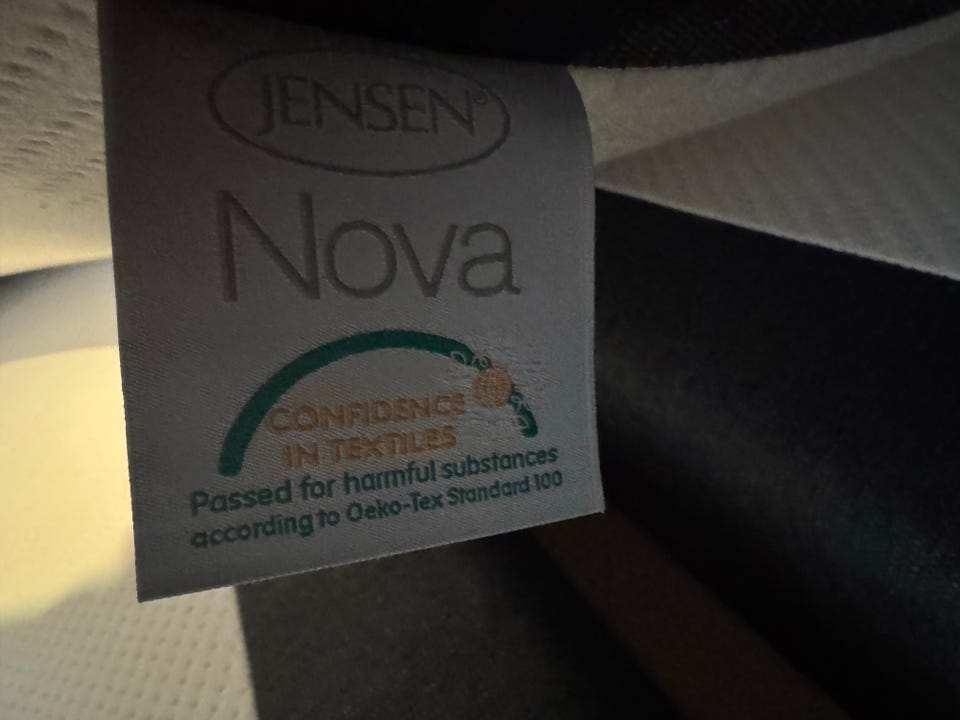 JENSEN®
Nova
CONFIDENCE
IN TEXTILES
Passed for harmful substances
according to Oeko-Tex Standard 100